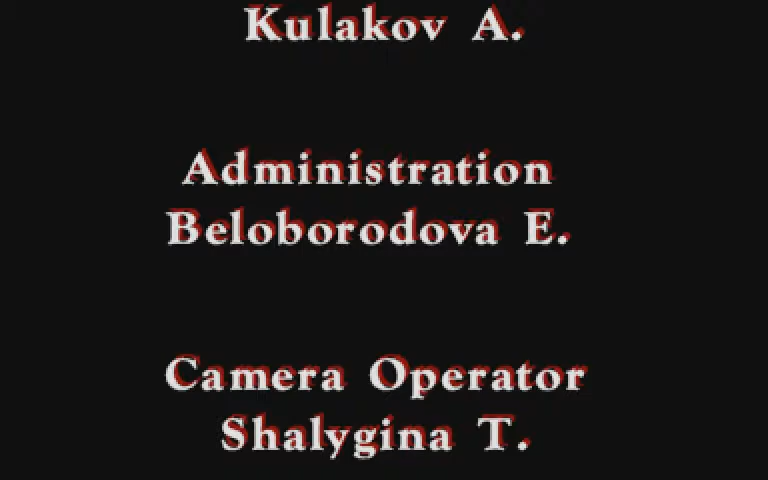 Kulakov A.
Administration
Beloborodova E.
Camera Operator
Shalygina T.